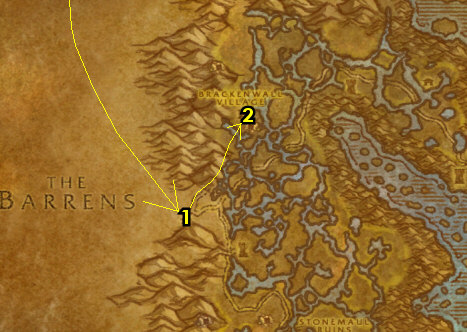 BRACKENWALL
VILLAGE
2
THE
BARRENS
1
STONEMAUL
RUINS